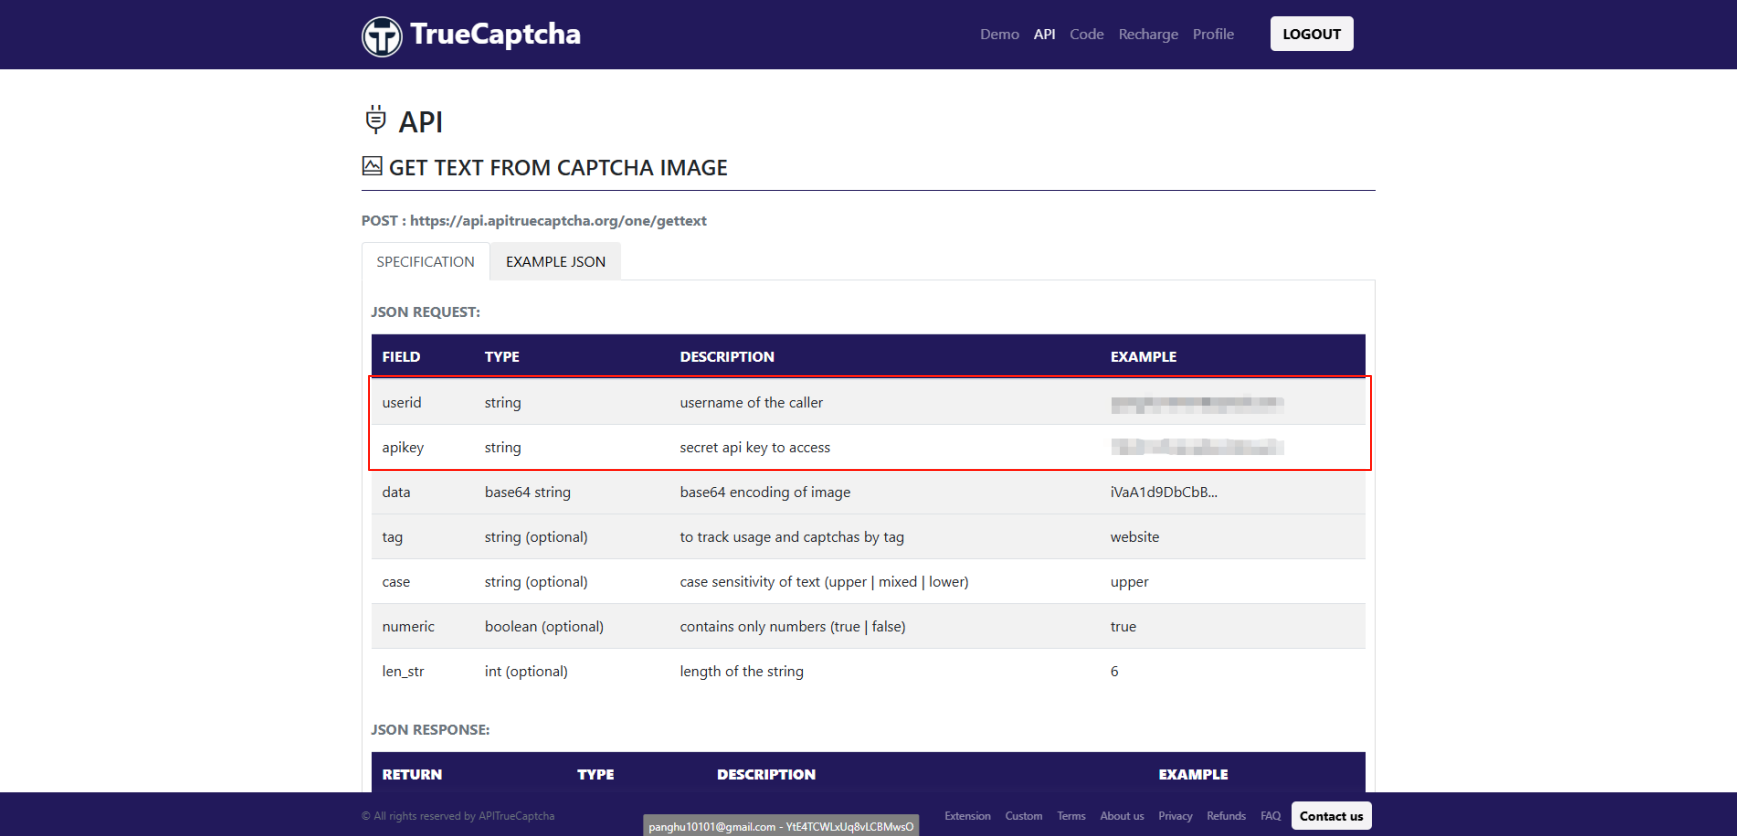 TrueCaptcha
Demo API Code Recharge Profile LOGOUT
API
GET TEXT FROM CAPTCHA IMAGE
POST : https://api.apitruecaptcha.org/one/gettext
SPECIFICATION EXAMPLE JSON
JSON REQUEST:
FIELD TYPE DESCRIPTION EXAMPLE
userid string username of the caller
apikey string secret api key to access
data base64 string base64 encoding of image iVaA1d9DbCbB...
tag string (optional) to track usage and captchas by tag website
case string (optional) case sensitivity of text (upper | mixed | lower) upper
numeric boolean (optional) contains only numbers (true | false) true
len_str int (optional) length of the string 6
JSON RESPONSE:
RETURN TYPE DESCRIPTION EXAMPLE
© All rights reserved by APITrueCaptcha
Extension Custom Terms About us Privacy Refunds FAQ Contact us
panghu10101@gmail.com - YtE4TCWLxUq8vLCBMwsO